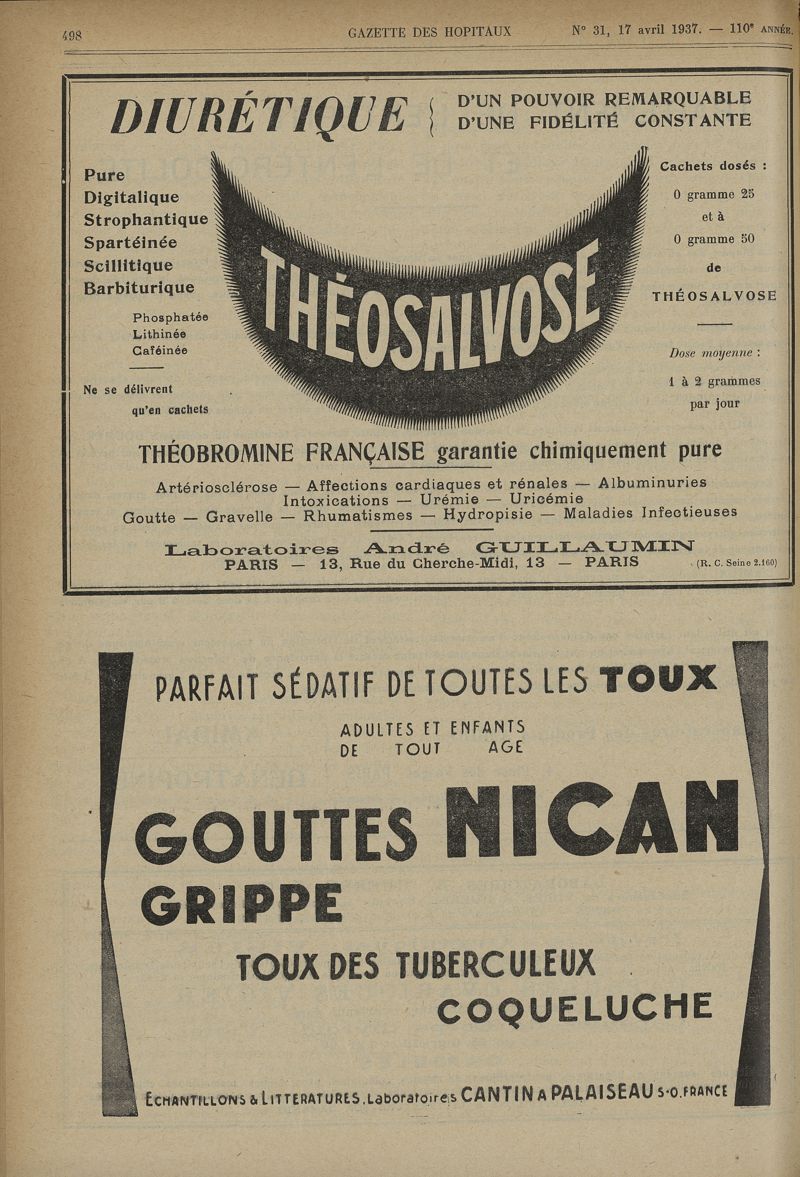 498
GAZETTE DES HOPITAUX
N° 31, 17 avril 1937. — 110e ANNÉE.
DIURÉTIQUE
D'UN POUVOIR REMARQUABLE
D'UNE FIDÉLITÉ CONSTANTE
Pure
Digitalique
Strophantique
Spartéinée
Scillitique
Barbiturique
Phosphatée
Lithinée
Caféinée
Ne se délivrent
qu'en cachets
THÉOSALVOSE
Cachets dosés :
0 gramme 25
et à
0 gramme 50
de
THÉOSALVOSE
Dose moyenne :
1 à 2 grammes
par jour
THÉOBROMINE FRANÇAISE garantie chimiquement pure
Artériosclérose — Affections cardiaques et rénales — Albuminuries
Intoxications — Urémie — Uricémie
Goutte — Gravelle — Rhumatismes — Hydropisie — Maladies Infectieuses
Laboratoires André GUILLAUMIN
PARIS — 13, Rue du Cherche-Midi, 13 — PARIS
(R. C. Seine 2.160)
PARFAIT SÉDATIF DE TOUTES LES TOUX
ADULTES ET ENFANTS
DE TOUT AGE
GOUTTES NICAN
GRIPPE
TOUX DES TUBERCULEUX
COQUELUCHE
ECHANTILLONS & LITTERATURES. Laboratoires CANTIN A PALAISEAU S-O. FRANCE